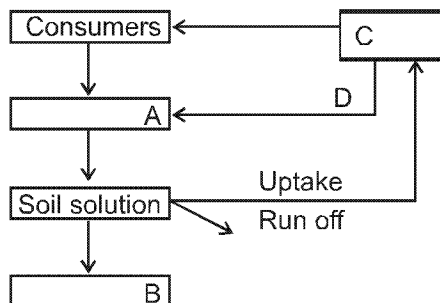 Consumers
C
D
A
Uptake
Soil solution
Run off
B